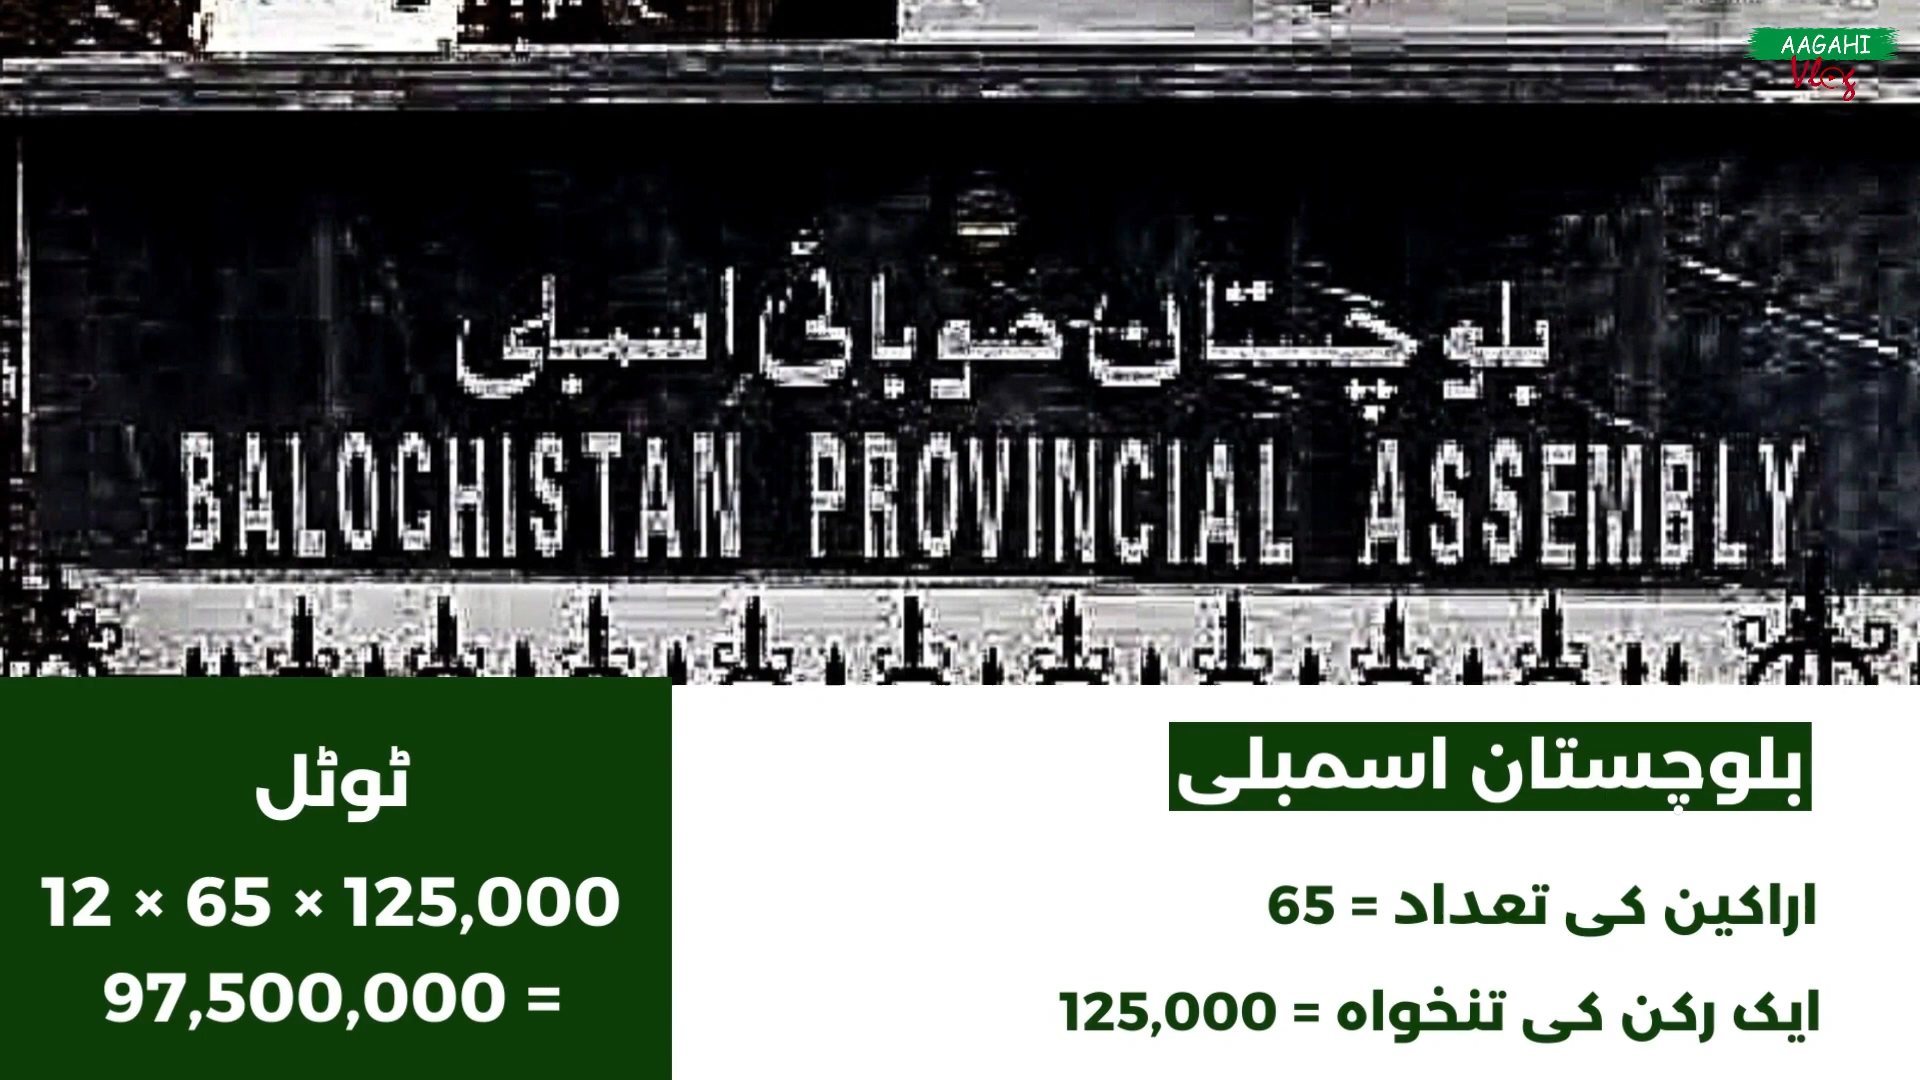 AAGAHI
Vlog
بلوچستان صوبائی اسمبلی
BALOCHISTAN PROVINCIAL ASSEMBLY
بلوچستان اسمبلی
اراکین کی تعداد = 65
ایک رکن کی تنخواہ = 125,000
ٹوٹل
12 × 65 × 125,000
97,500,000 =